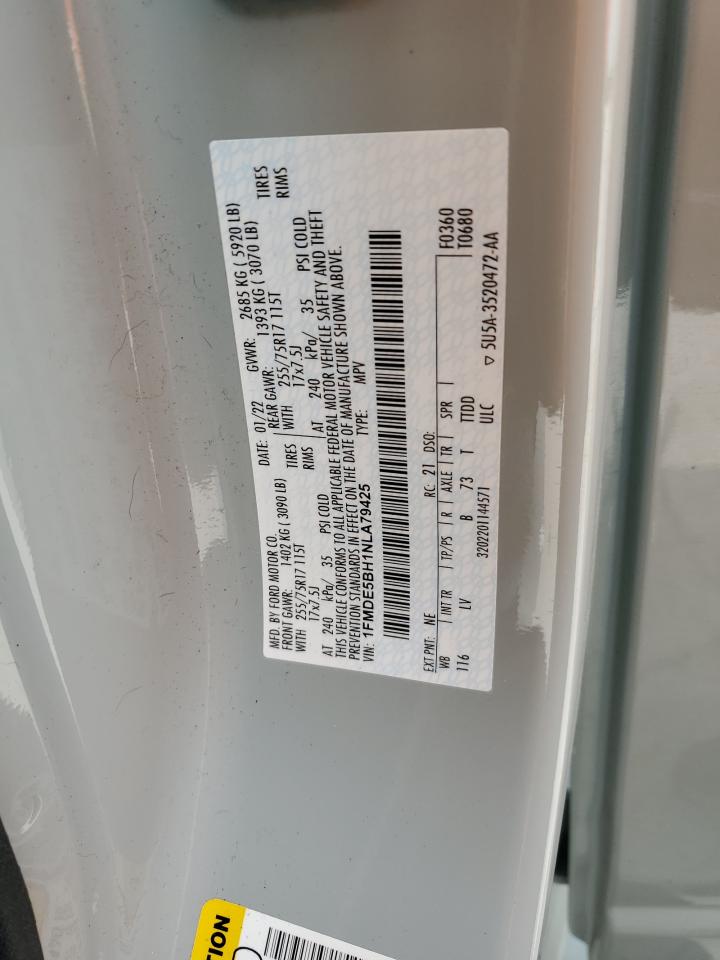 MFD. BY FORD MOTOR CO.
DATE: 01/22 GVWR: 2685 KG ( 5920 LB)
FRONT GAWR: 1402 KG ( 3090 LB) REAR GAWR: 1393 KG ( 3070 LB)
WITH 255/75R17 115T TIRES WITH 255/75R17 115T TIRES
17x7.5J RIMS 17x7.5J RIMS
AT 240 kPa/ 35 PSI COLD AT 240 kPa/ 35 PSI COLD
THIS VEHICLE CONFORMS TO ALL APPLICABLE FEDERAL MOTOR VEHICLE SAFETY AND THEFT
PREVENTION STANDARDS IN EFFECT ON THE DATE OF MANUFACTURE SHOWN ABOVE.
VIN: 1FMDE5BH1NLA79425 TYPE: MPV
EXT PNT: NE RC: 21 DSO: F0360
WB INT TR TP/PS R AXLE TR SPR T0680
116 LV B 73 T TTDD
3202201144571 ULC ▽ 5U5A-3520472-AA
TION